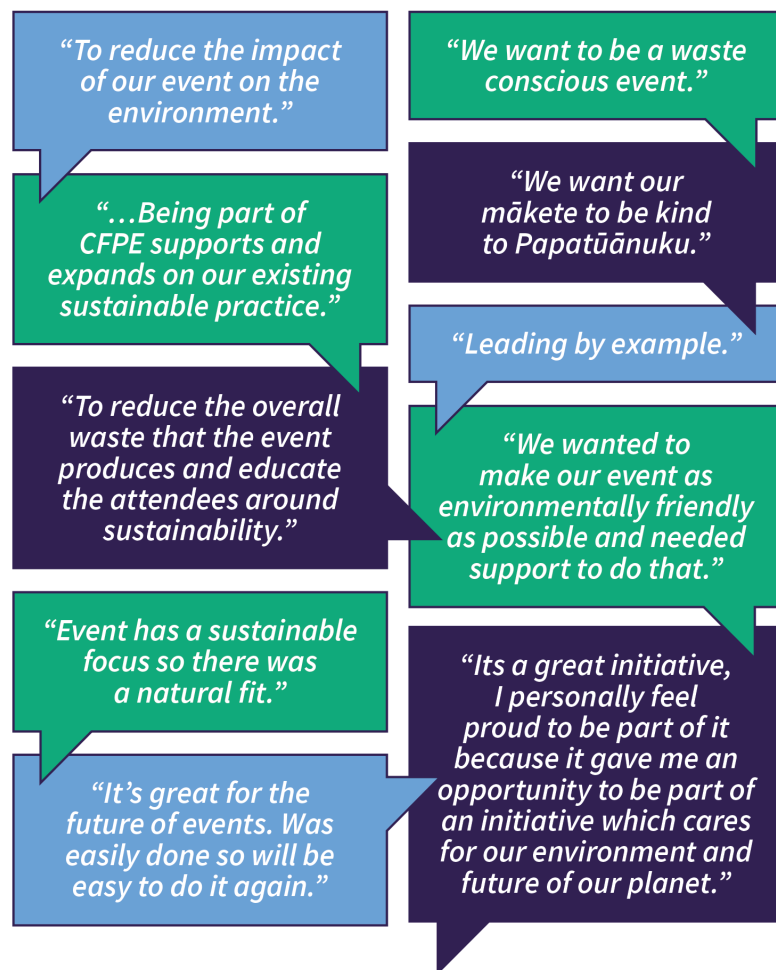 “To reduce the impact
of our event on the
environment.”
“…Being part of
CFPE supports and
expands on our existing
sustainable practice.”
“To reduce the overall
waste that the event
produces and educate
the attendees around
sustainability.”
“Event has a sustainable
focus so there was
a natural fit.”
“It’s great for the
future of events. Was
easily done so will be
easy to do it again.”
“We want to be a waste
conscious event.”
“We want our
mākete to be kind
to Papatūānuku.”
“Leading by example.”
“We wanted to
make our event as
environmentally friendly
as possible and needed
support to do that.”
“Its a great initiative,
I personally feel
proud to be part of it
because it gave me an
opportunity to be part of
an initiative which cares
for our environment and
future of our planet.”